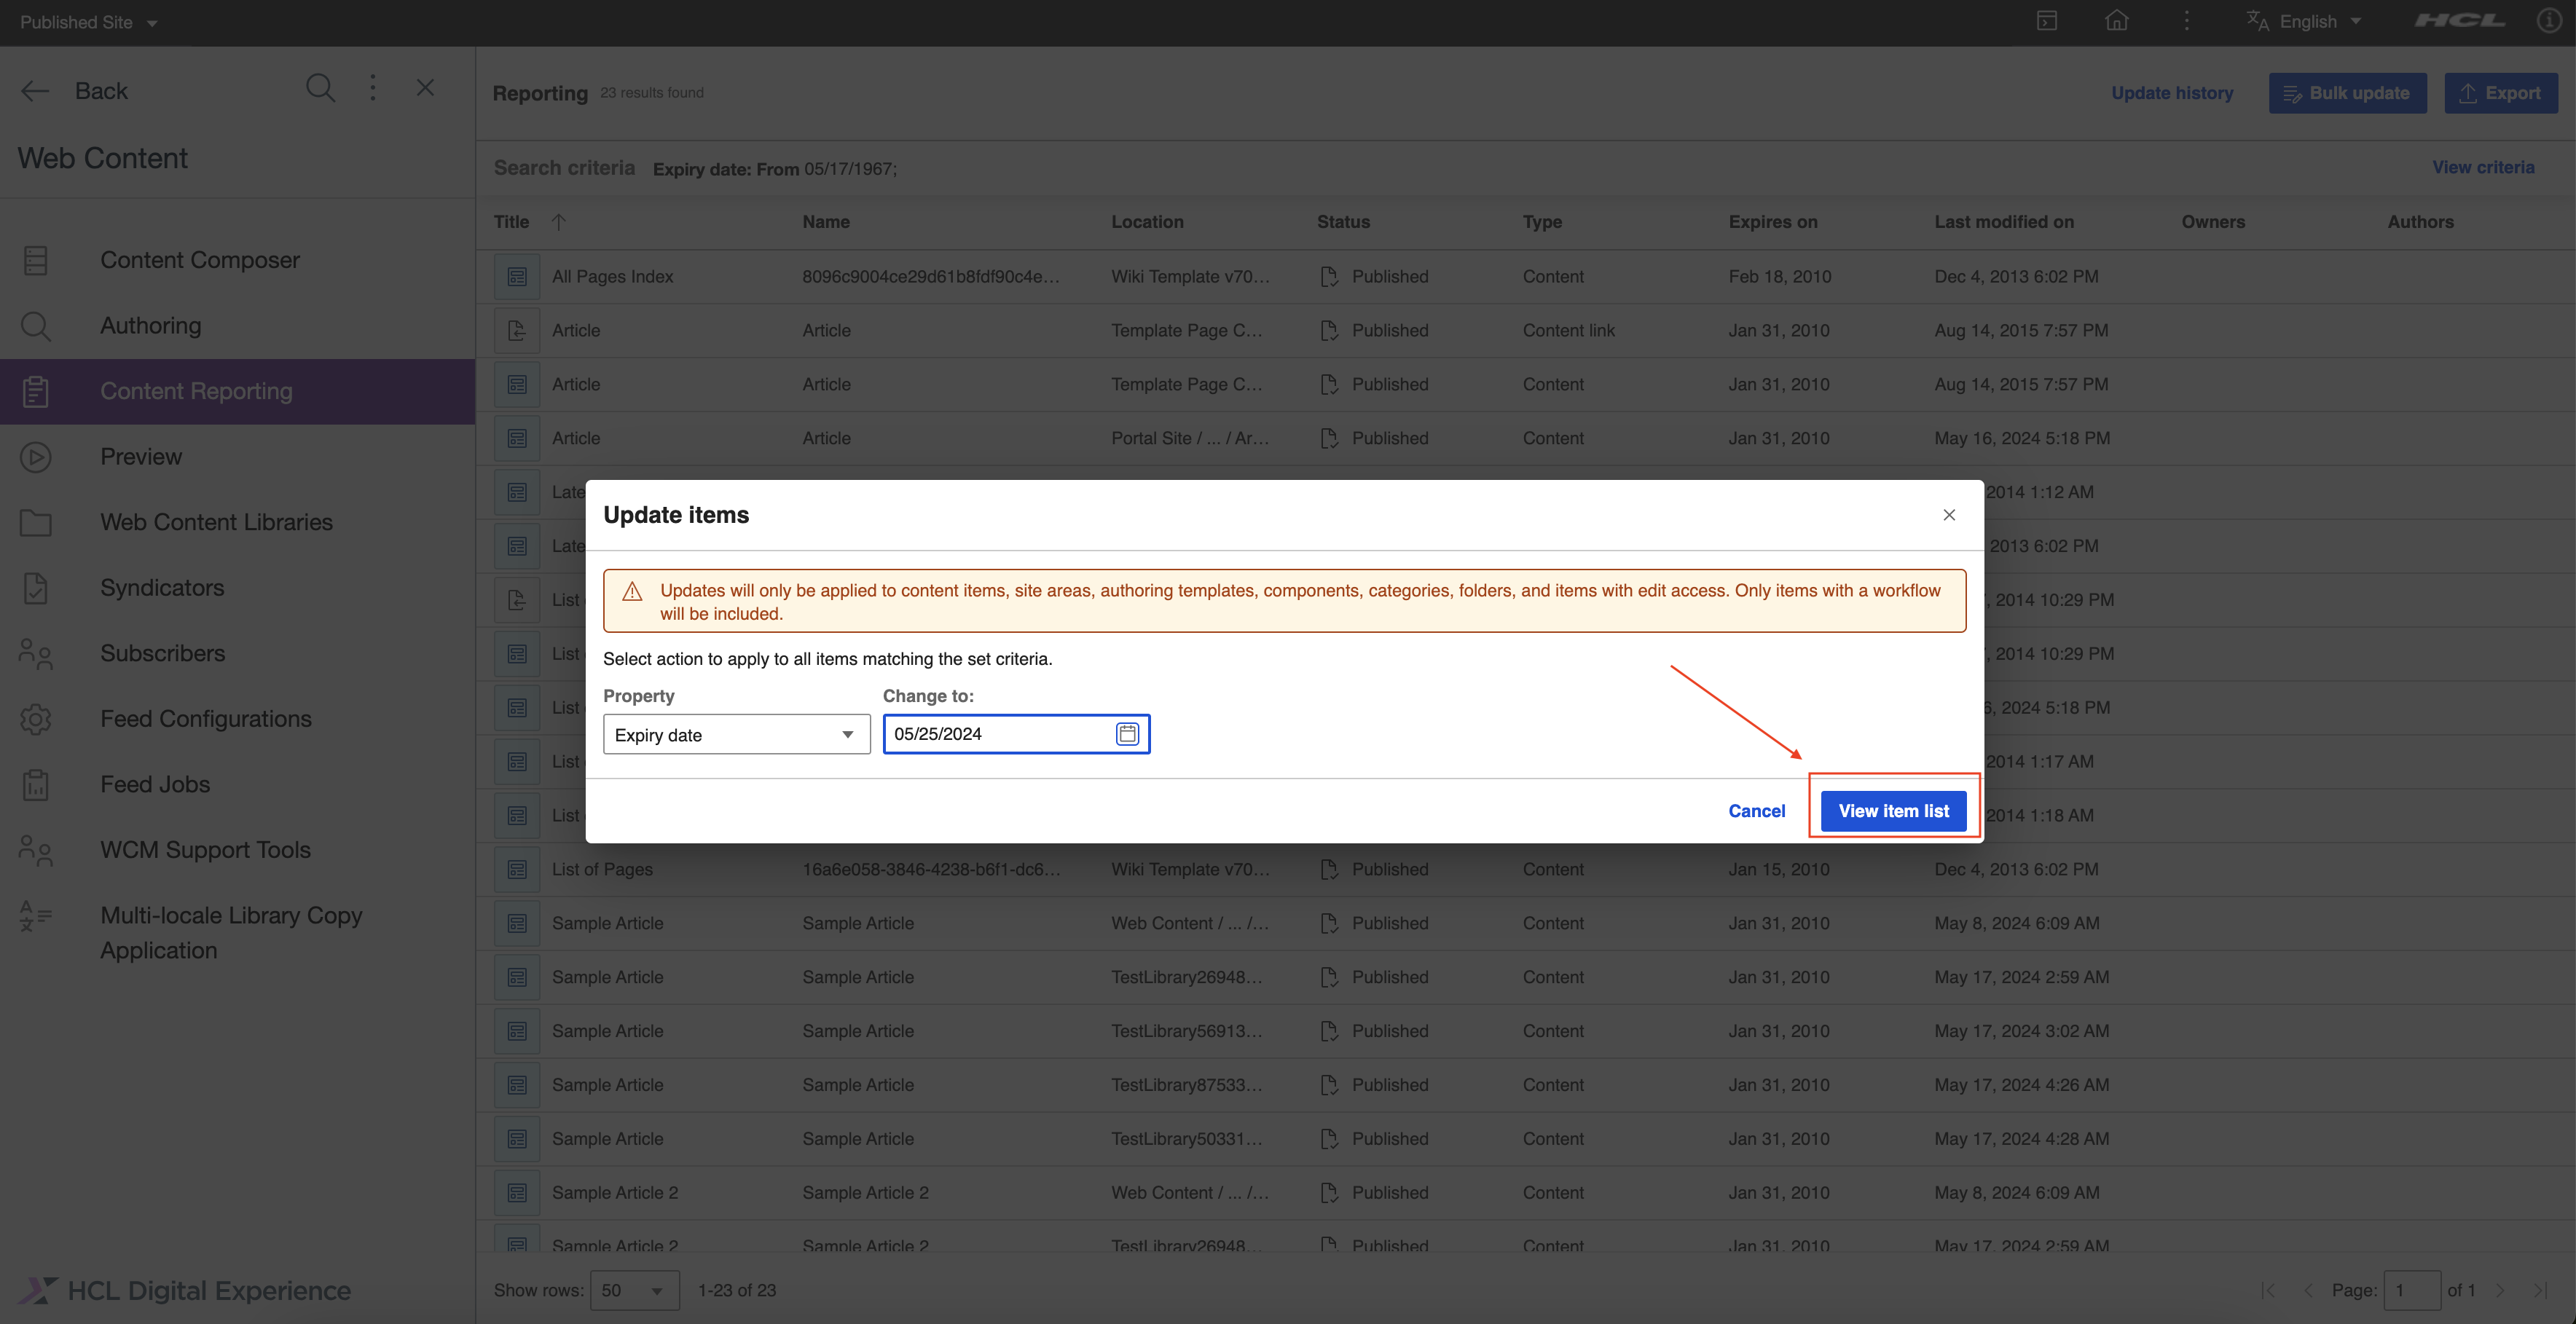 Published Site
English
HCL
Back
Web Content
Content Composer
Authoring
Content Reporting
Preview
Web Content Libraries
Syndicators
Subscribers
Feed Configurations
Feed Jobs
WCM Support Tools
Multi-locale Library Copy
Application
HCL Digital Experience
Reporting 23 results found
Update history Bulk update Export
Search criteria Expiry date: From 05/17/1967;
View criteria
Title Name Location Status Type Expires on Last modified on Owners Authors
All Pages Index 8096c9004ce29d61b8fdf90c4e... Wiki Template v70... Published Content Feb 18, 2010 Dec 4, 2013 6:02 PM
Article Article Template Page C... Published Content link Jan 31, 2010 Aug 14, 2015 7:57 PM
Article Article Template Page C... Published Content Jan 31, 2010 Aug 14, 2015 7:57 PM
Article Article Portal Site / ... / Ar... Published Content Jan 31, 2010 May 16, 2024 5:18 PM
Late 2014 1:12 AM
Late 2013 6:02 PM
List 2014 10:29 PM
List 2014 10:29 PM
List 2024 5:18 PM
List 2014 1:17 AM
List 2014 1:18 AM
Update items
Updates will only be applied to content items, site areas, authoring templates, components, categories, folders, and items with edit access. Only items with a workflow
will be included.
Select action to apply to all items matching the set criteria.
Property Change to:
Expiry date 05/25/2024
Cancel View item list
List of Pages 16a6e058-3846-4238-b6f1-dc6... Wiki Template v70... Published Content Jan 15, 2010 Dec 4, 2013 6:02 PM
Sample Article Sample Article Web Content / ... /... Published Content Jan 31, 2010 May 8, 2024 6:09 AM
Sample Article Sample Article TestLibrary26948... Published Content Jan 31, 2010 May 17, 2024 2:59 AM
Sample Article Sample Article TestLibrary56913... Published Content Jan 31, 2010 May 17, 2024 3:02 AM
Sample Article Sample Article TestLibrary87533... Published Content Jan 31, 2010 May 17, 2024 4:26 AM
Sample Article Sample Article TestLibrary50331... Published Content Jan 31, 2010 May 17, 2024 4:28 AM
Sample Article 2 Sample Article 2 Web Content / ... /... Published Content Jan 31, 2010 May 8, 2024 6:09 AM
Sample Article 2 Sample Article 2 TestLibrary26948... Published Content Jan 31, 2010 May 17, 2024 2:59 AM
Show rows: 50 1-23 of 23
Page: 1 of 1